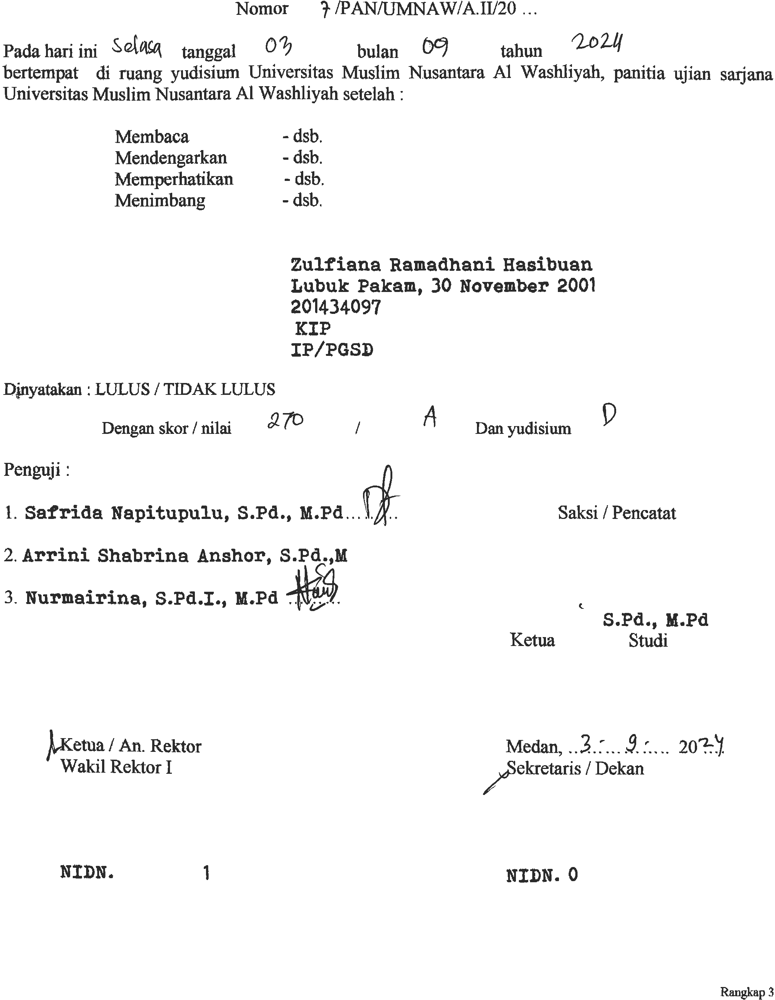 Nomor 7 /PAN/UMNAW/A.II/20 ...
Pada hari ini Selasa tanggal 03 bulan 09 tahun 2024
bertempat di ruang yudisium Universitas Muslim Nusantara Al Washliyah, panitia ujian sarjana
Universitas Muslim Nusantara Al Washliyah setelah :
Membaca - dsb.
Mendengarkan - dsb.
Memperhatikan - dsb.
Menimbang - dsb.
Zulfiana Ramadhani Hasibuan
Lubuk Pakam, 30 November 2001
201434097
KIP
IP/PGSD
Dinyatakan : LULUS / TIDAK LULUS
Dengan skor / nilai 270 / A Dan yudisium D
Penguji :
1. Safrida Napitupulu, S.Pd., M.Pd.........
Saksi / Pencatat
2. Arrini Shabrina Anshor, S.Pd.,M
3. Nurmairina, S.Pd.I., M.Pd .........
S.Pd., M.Pd
Ketua Studi
Ketua / An. Rektor
Wakil Rektor I
Medan, ..3 - 9 - .... 2024
Sekretaris / Dekan
NIDN. 1
NIDN. 0
Rangkap 3